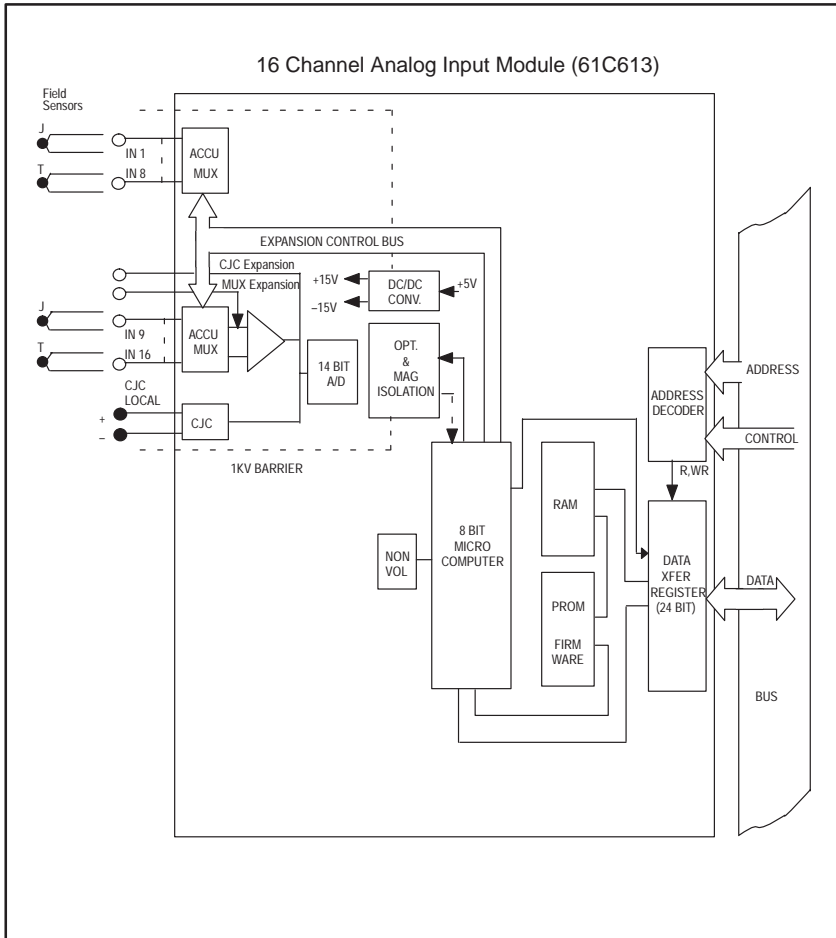 16 Channel Analog Input Module (61C613)
Field
Sensors
J
IN 1
T
IN 8
ACCU
MUX
EXPANSION CONTROL BUS
CJC Expansion
MUX Expansion
+15V
–15V
DC/DC
CONV.
+5V
J
IN 9
T
IN 16
ACCU
MUX
14 BIT
A/D
OPT.
&
MAG
ISOLATION
CJC
LOCAL
+
–
CJC
1KV BARRIER
ADDRESS
DECODER
ADDRESS
CONTROL
R,WR
NON
VOL
8 BIT
MICRO
COMPUTER
RAM
PROM
FIRM
WARE
DATA
XFER
REGISTER
(24 BIT)
DATA
BUS